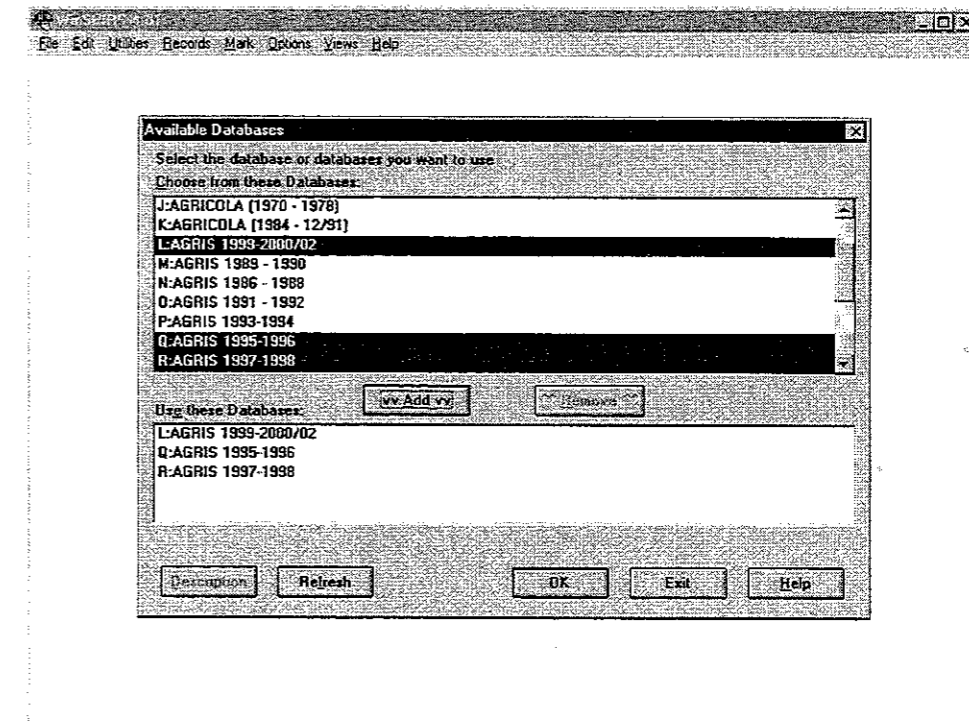 File Edit Utilities Records Mark Options Views Help
Available Databases
Select the database or databases you want to use
Choose from these Databases:
J:AGRICOLA (1970 - 1978)
K:AGRICOLA (1984 - 12/91)
L:AGRIS 1999-2000/02
M:AGRIS 1989 - 1990
N:AGRIS 1986 - 1988
O:AGRIS 1991 - 1992
P:AGRIS 1993-1994
Q:AGRIS 1995-1996
R:AGRIS 1997-1998
vv Add vv
^^ Remove ^^
Use these Databases:
L:AGRIS 1999-2000/02
Q:AGRIS 1995-1996
R:AGRIS 1997-1998
Description Refresh OK Exit Help